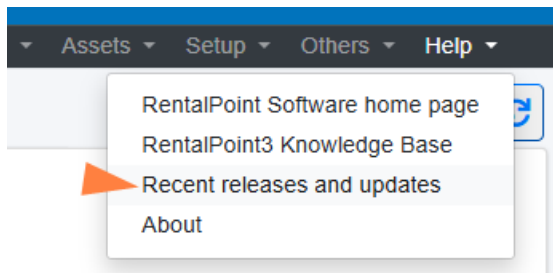 Assets Setup Others Help
RentalPoint Software home page
RentalPoint3 Knowledge Base
Recent releases and updates
About